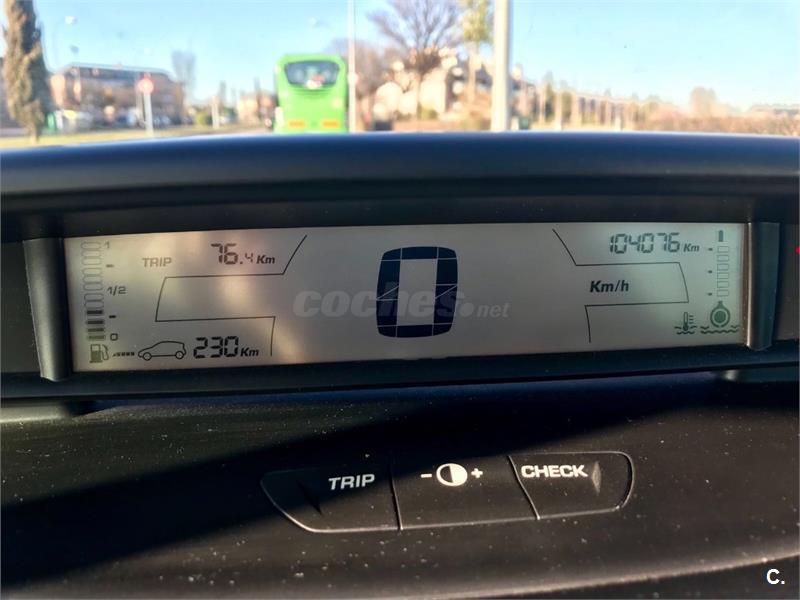 1
TRIP 76.4 Km
104076 Km
1/2
0
Km/h
coches.net
0
230 Km
TRIP
- +
CHECK
C.